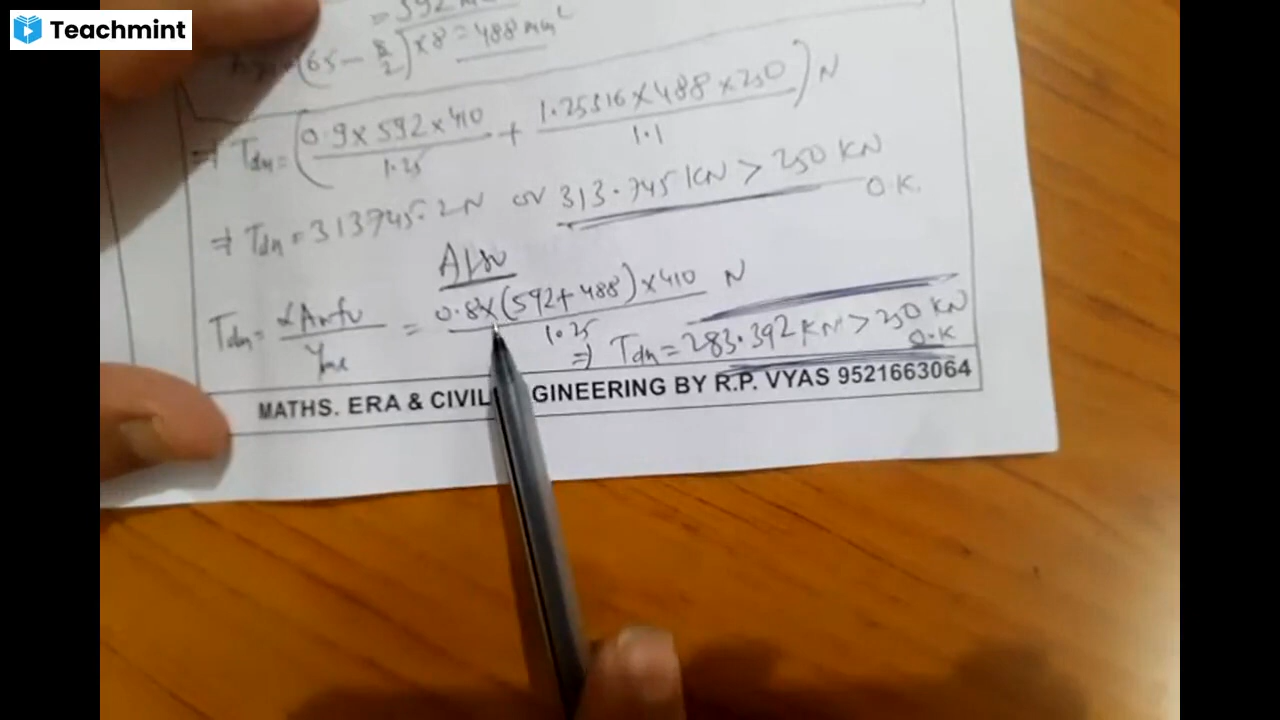 Teachmint
= 592 m
(65 - 8/2) × 8 = 488 mm²
⇒ Tdn = (0.9 × 592 × 410 / 1.25 + 1.25316 × 488 × 250 / 1.1) N
⇒ Tdn = 313745.2 N or 313.745 KN > 250 KN
O.K.
Also
Tdn = α An fu / γm1 = 0.8 × (592 + 488) × 410 / 1.25 N
⇒ Tdn = 283.392 KN > 250 KN
O.K
MATHS. ERA & CIVIL GINEERING BY R.P. VYAS 9521663064